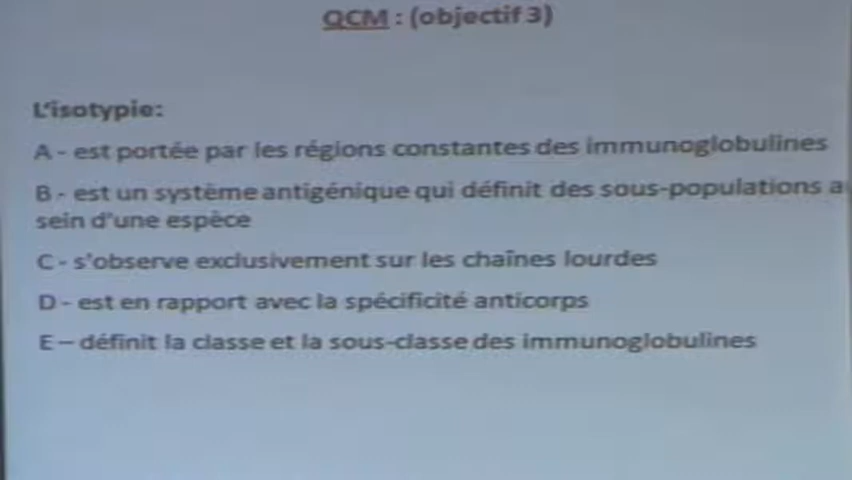 QCM : (objectif 3)
L'isotypie:
A - est portée par les régions constantes des immunoglobulines
B - est un système antigénique qui définit des sous-populations a
sein d'une espèce
C - s'observe exclusivement sur les chaînes lourdes
D - est en rapport avec la spécificité anticorps
E – définit la classe et la sous-classe des immunoglobulines